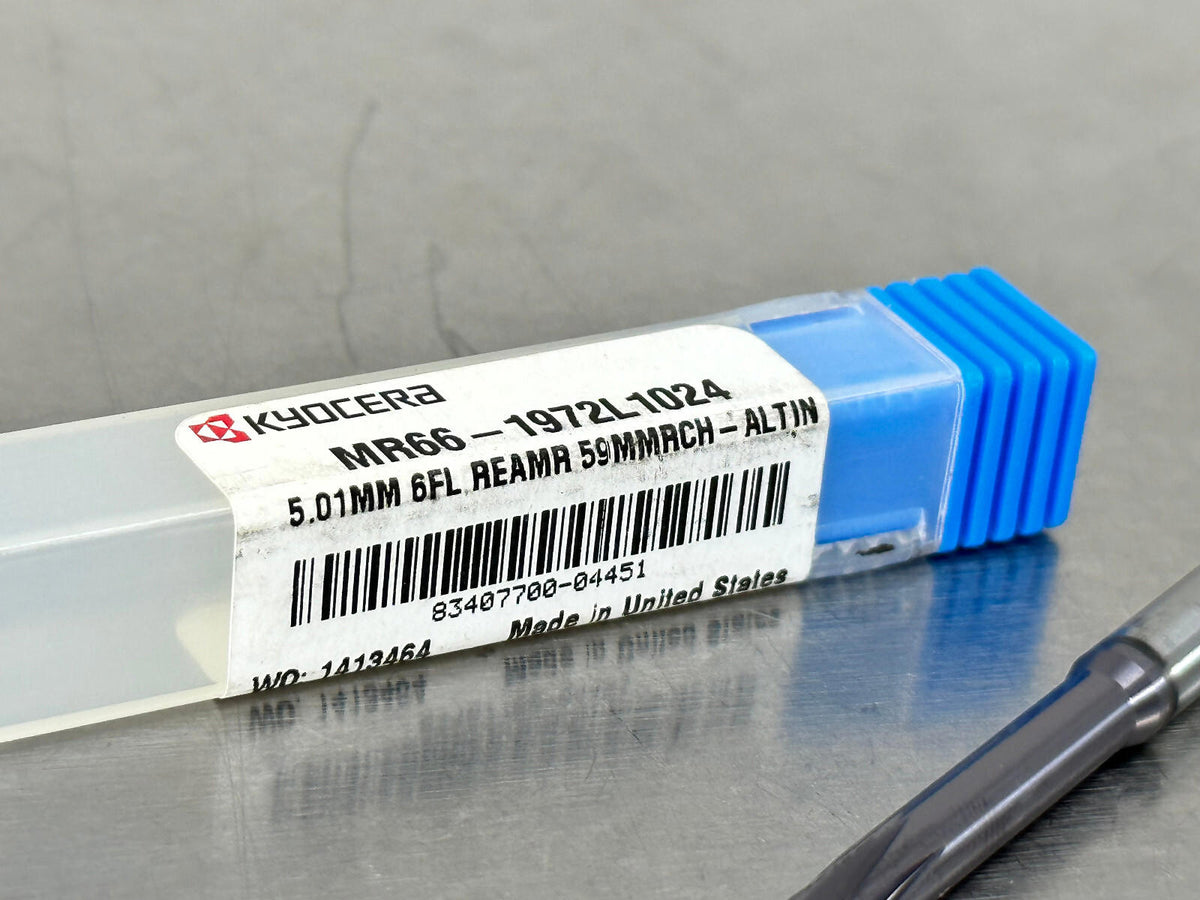 KYOCERA
MR66-1972L1024
5.01MM 6FL REAMR 59MMRCH-ALTIN
83407700-04451
Made in United States
WO: 1413464